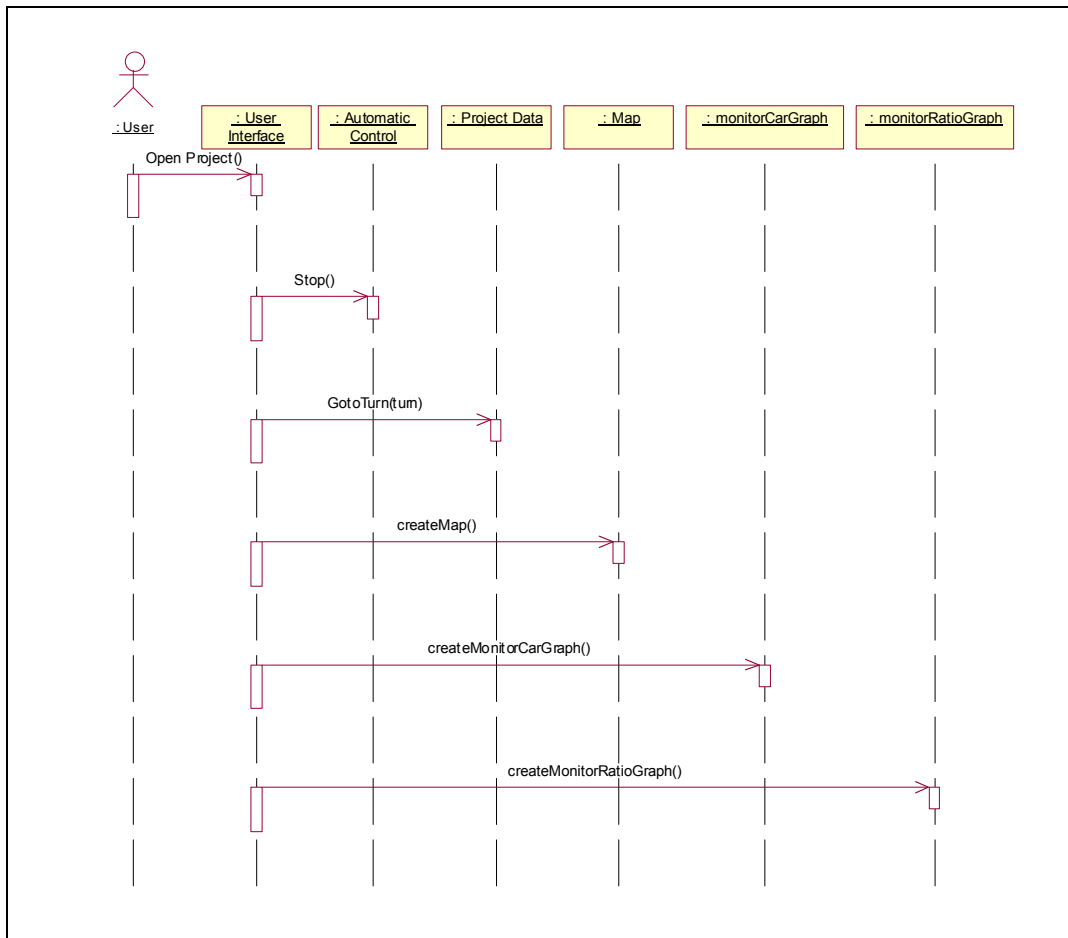 : User
: User
Interface
: Automatic
Control
: Project Data
: Map
: monitorCarGraph
: monitorRatioGraph
Open Project()
Stop()
GotoTurn(turn)
createMap()
createMonitorCarGraph()
createMonitorRatioGraph()